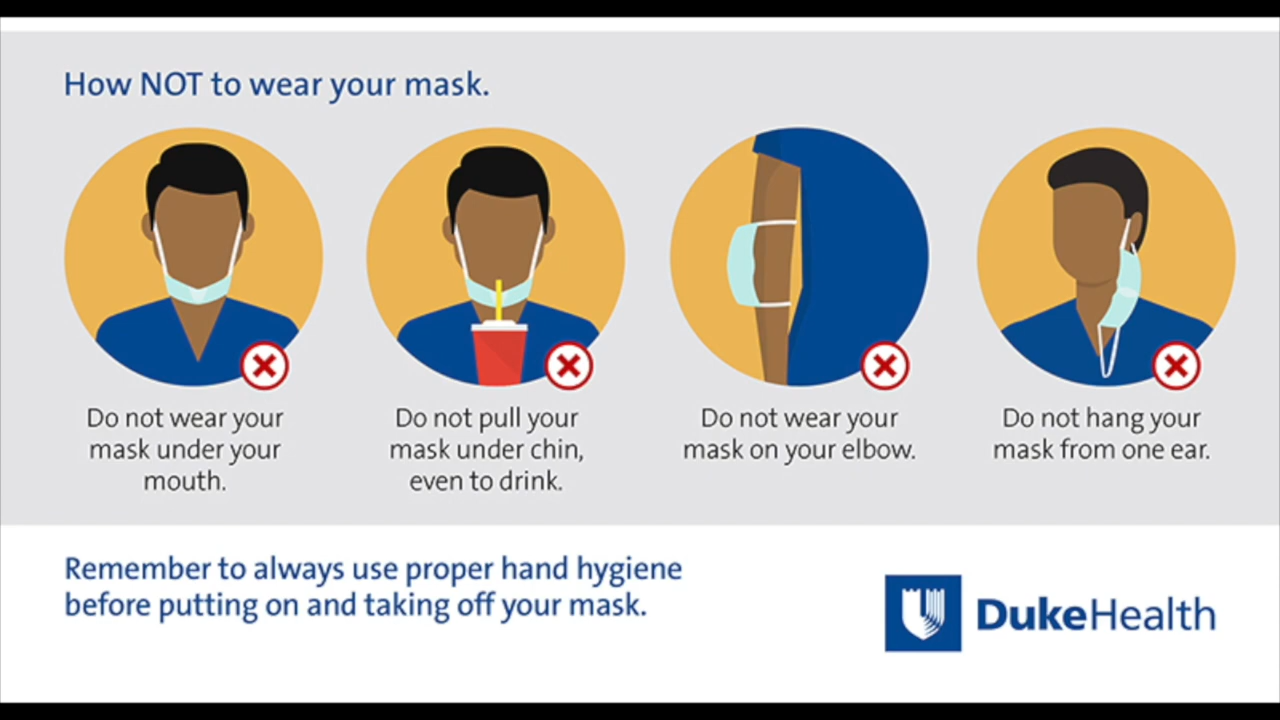 How NOT to wear your mask.
Do not wear your
mask under your
mouth.
Do not pull your
mask under chin,
even to drink.
Do not wear your
mask on your elbow.
Do not hang your
mask from one ear.
Remember to always use proper hand hygiene
before putting on and taking off your mask.
DukeHealth